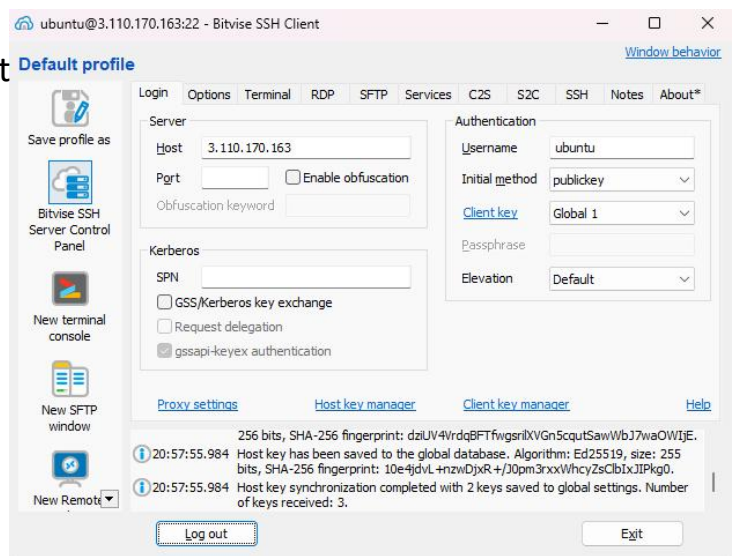 ubuntu@3.110.170.163:22 - Bitvise SSH Client
t
Default profile
Window behavior
Save profile as
Bitvise SSH
Server Control
Panel
New terminal
console
New SFTP
window
New Remote
Login Options Terminal RDP SFTP Services C2S S2C SSH Notes About*
Server
Host 3.110.170.163
Port Enable obfuscation
Obfuscation keyword
Kerberos
SPN
GSS/Kerberos key exchange
Request delegation
gssapi-keyex authentication
Authentication
Username ubuntu
Initial method publickey
Client key Global 1
Passphrase
Elevation Default
Proxy settings Host key manager Client key manager Help
256 bits, SHA-256 fingerprint: dziUV4VrdqBFTfwgsrilXVGn5cqutSawWbJ7waOWIjE.
20:57:55.984 Host key has been saved to the global database. Algorithm: Ed25519, size: 255
bits, SHA-256 fingerprint: 10e4jdvL+nzwDjxR+/J0pm3rxxWhcyZsClbIxJIPkg0.
20:57:55.984 Host key synchronization completed with 2 keys saved to global settings. Number
of keys received: 3.
Log out Exit